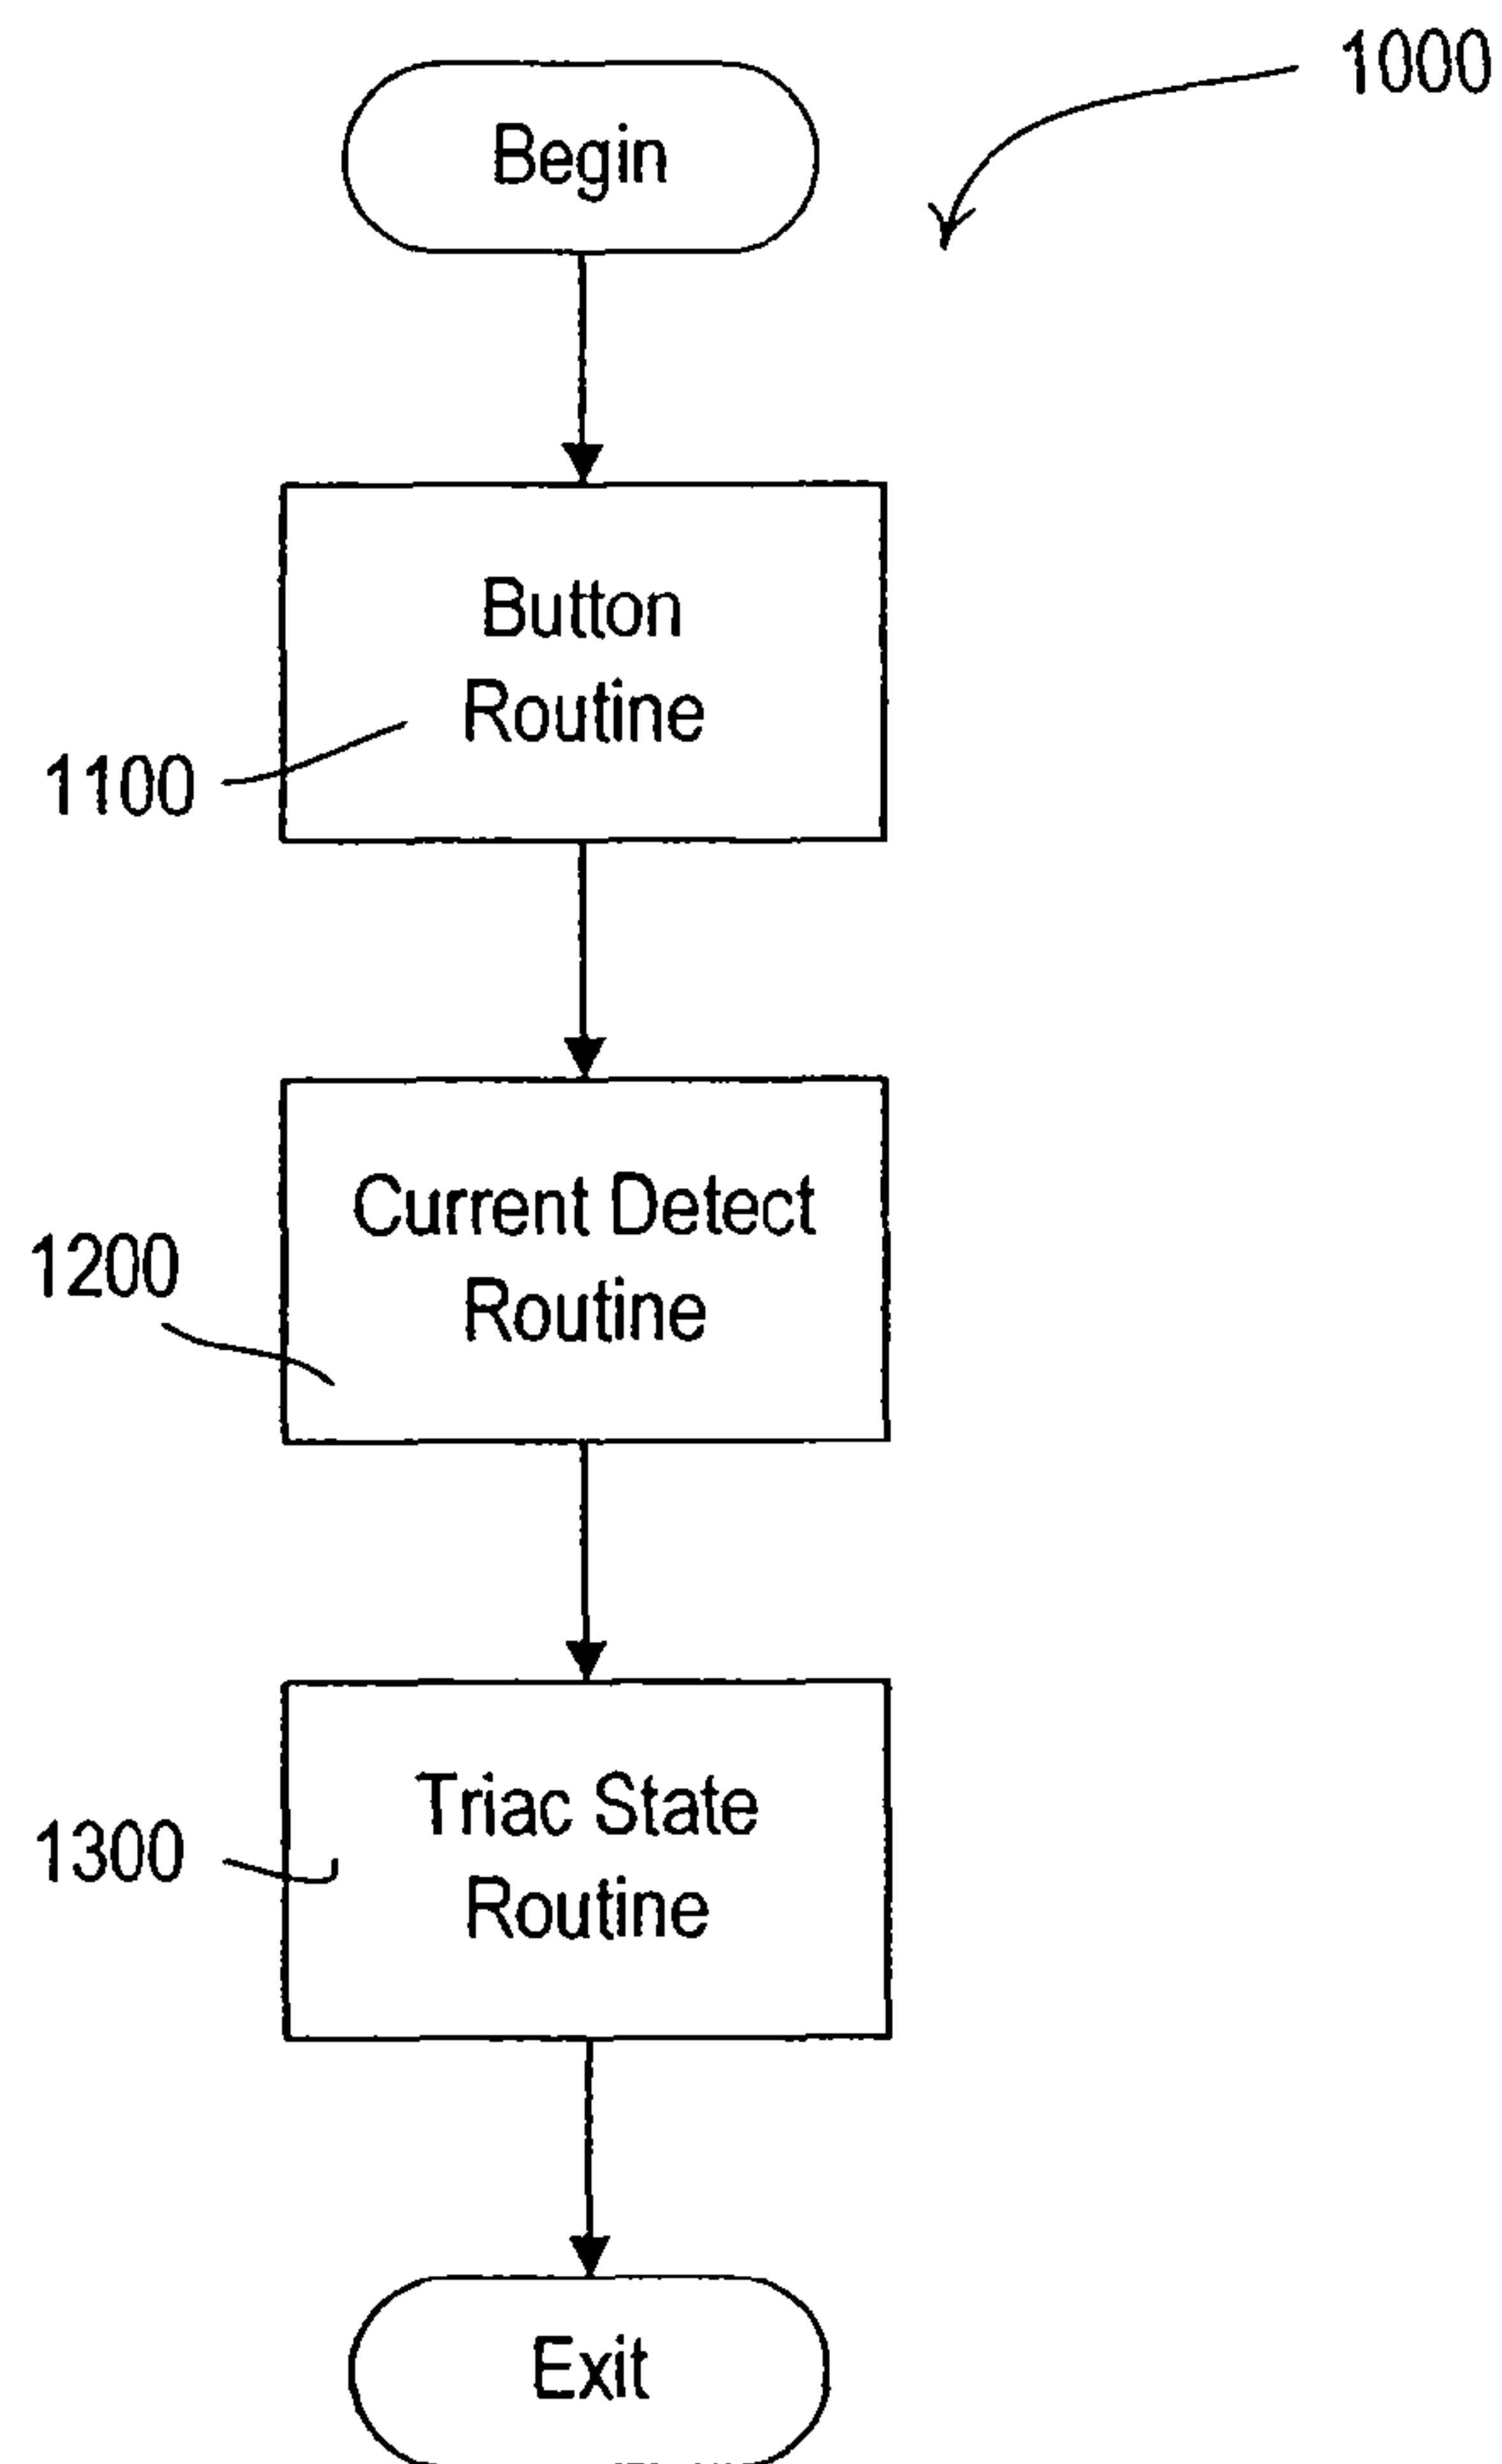 1000
Begin
Button
Routine
1100
Current Detect
Routine
1200
Triac State
Routine
1300
Exit